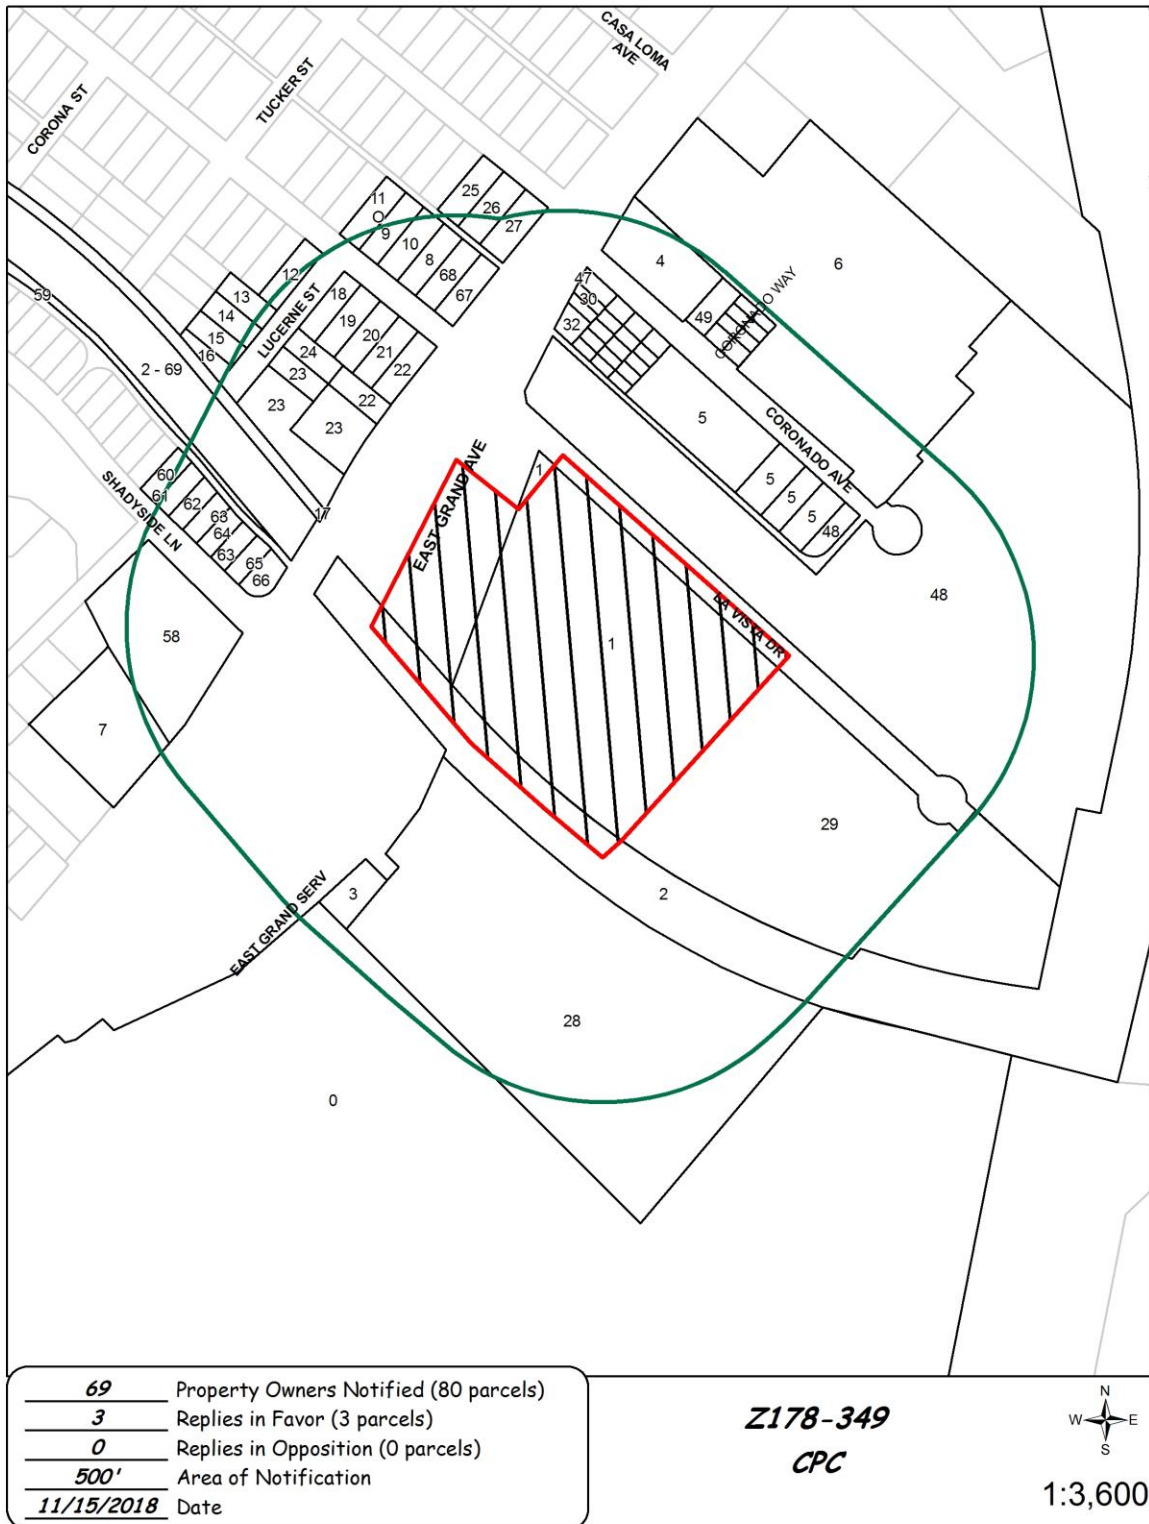 CASA LOMA
AVE
TUCKER ST
CORONA ST
11
O
9
10
8
68
67
25
26
27
12
13
14
15
16
LUCERNE ST
18
19
20
21
22
24
23
22
23
23
59
2 - 69
47
30
32
4
49
CORONADO WAY
6
5
CORONADO AVE
5
5
5
48
48
60
61
62
63
64
63
65
66
SHADYSIDE LN
17
EAST GRAND AVE
1
1
LA VISTA DR
58
7
29
2
3
EAST GRAND SERV
28
0
69 Property Owners Notified (80 parcels)
3 Replies in Favor (3 parcels)
0 Replies in Opposition (0 parcels)
500' Area of Notification
11/15/2018 Date
Z178-349
CPC
N
W E
S
1:3,600